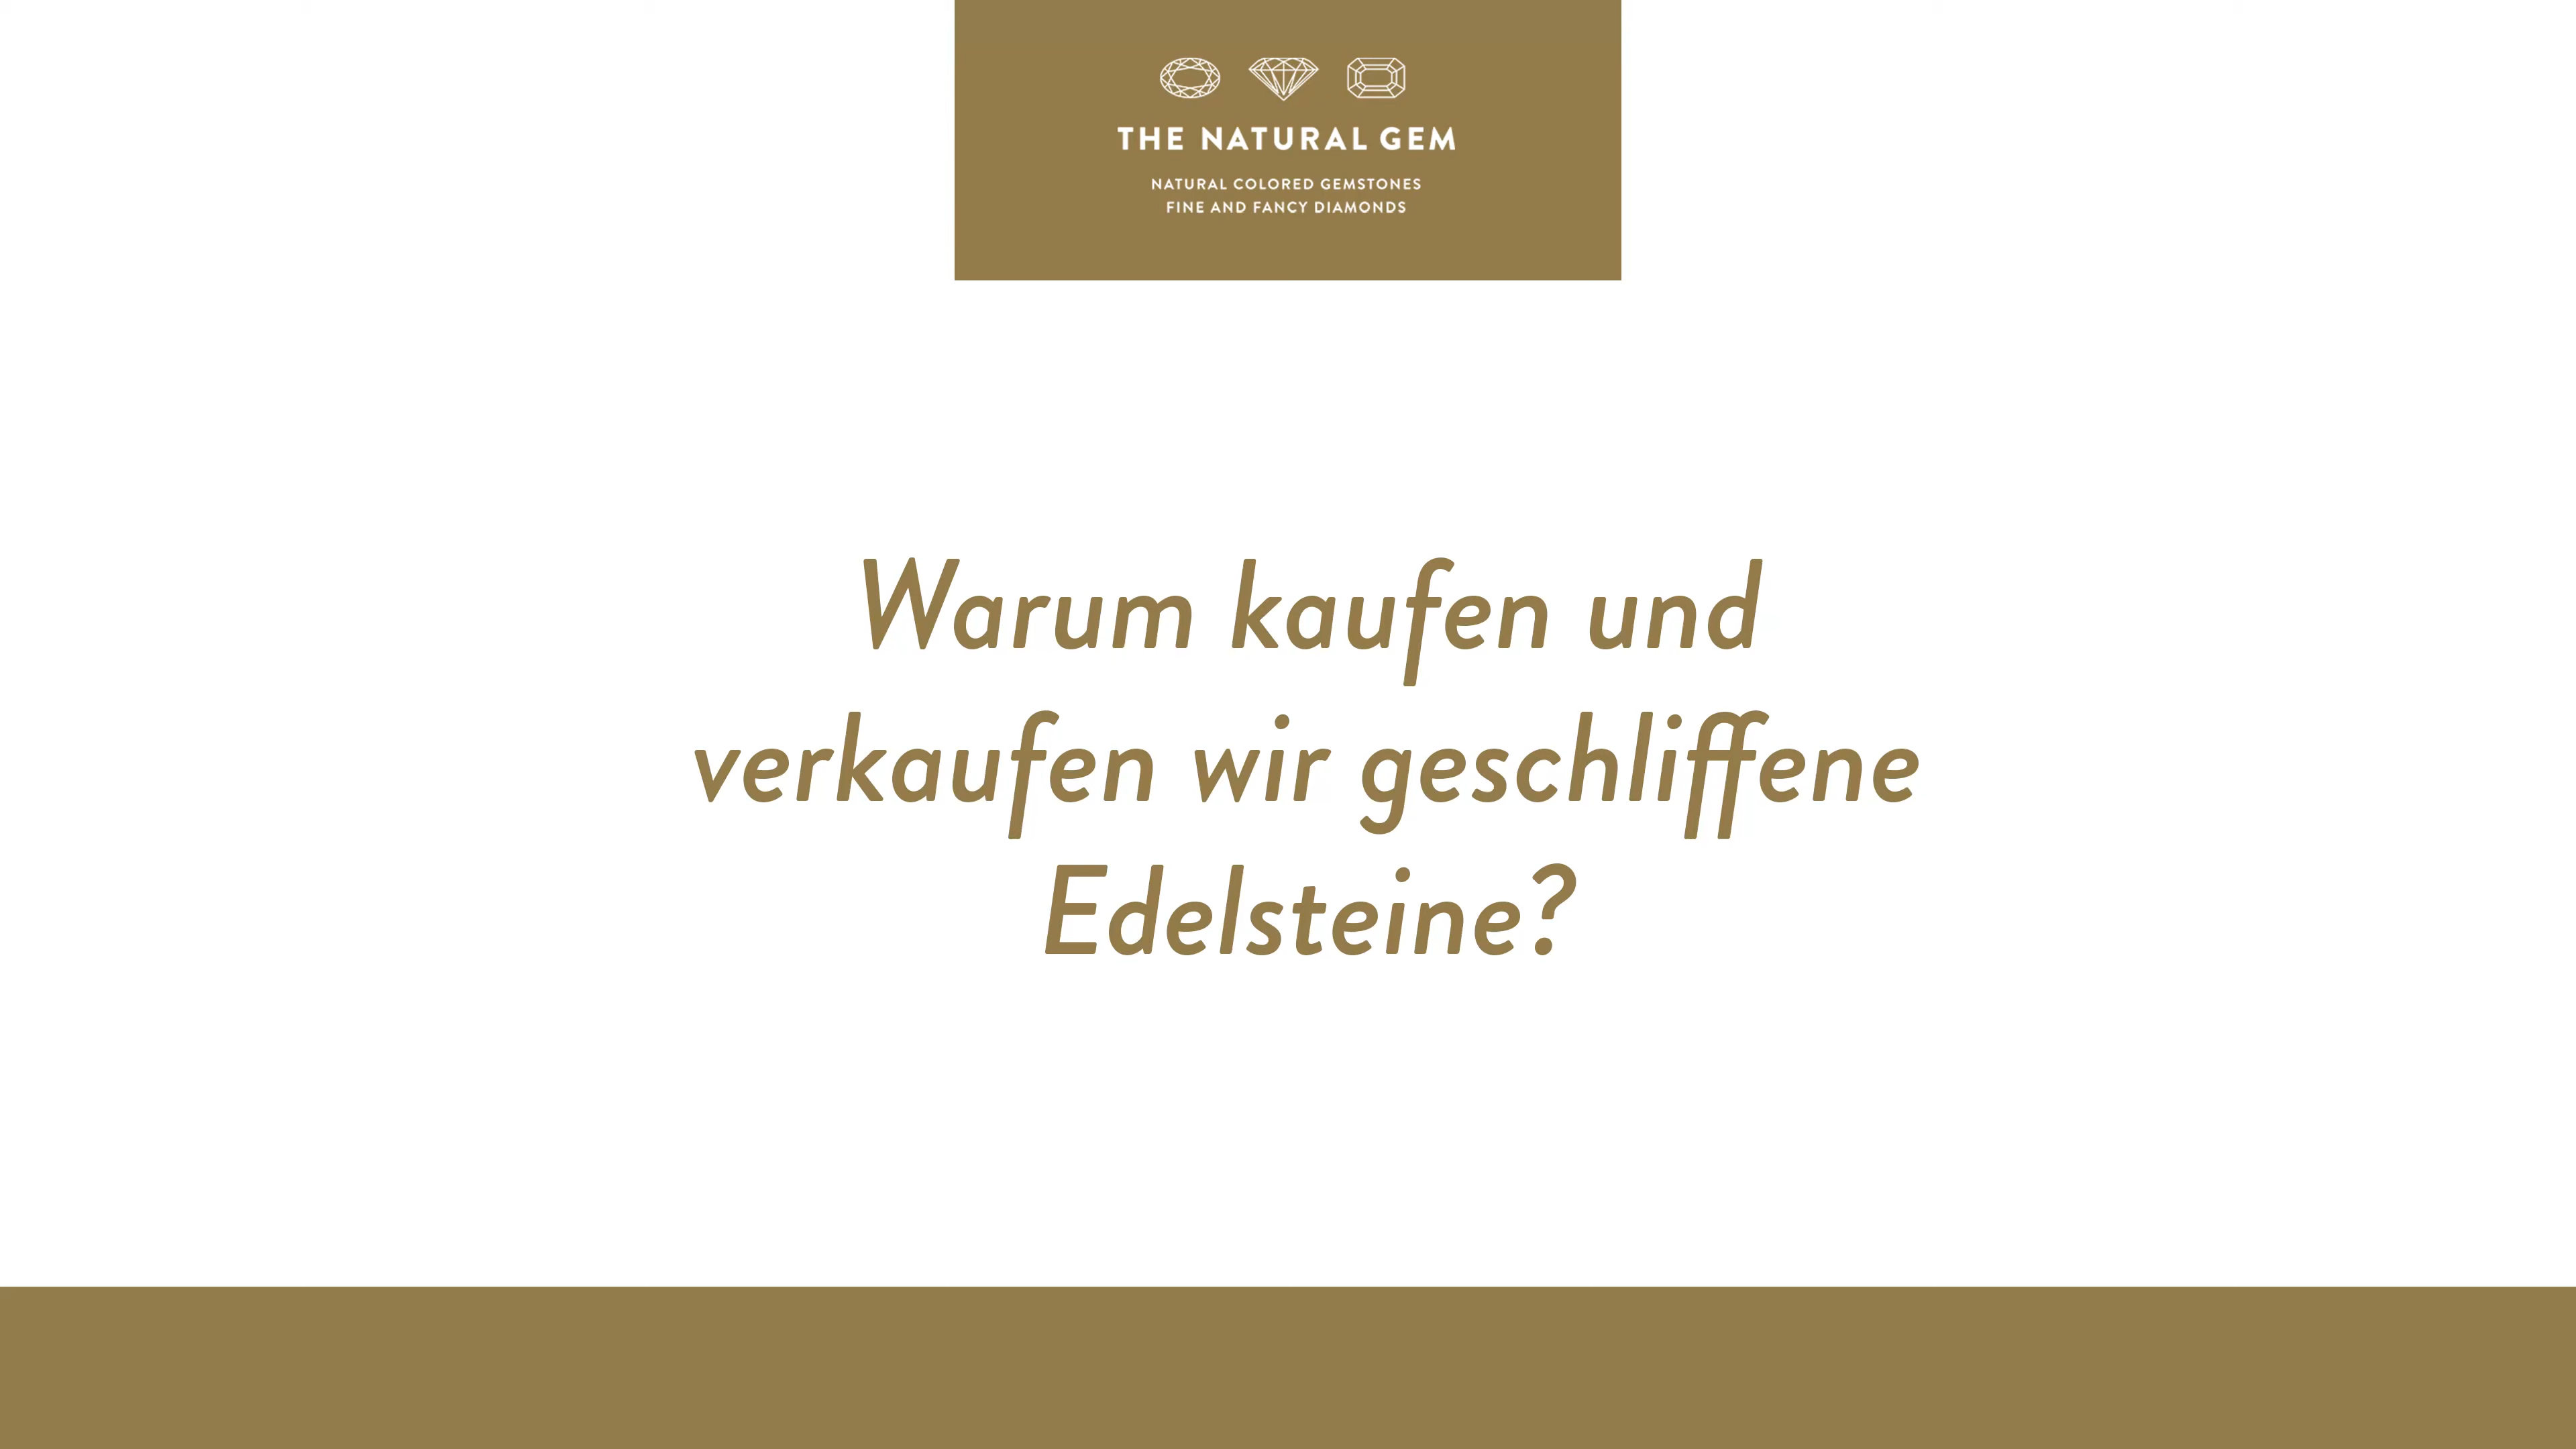 THE NATURAL GEM
NATURAL COLORED GEMSTONES
FINE AND FANCY DIAMONDS
Warum kaufen und
verkaufen wir geschliffene
Edelsteine?